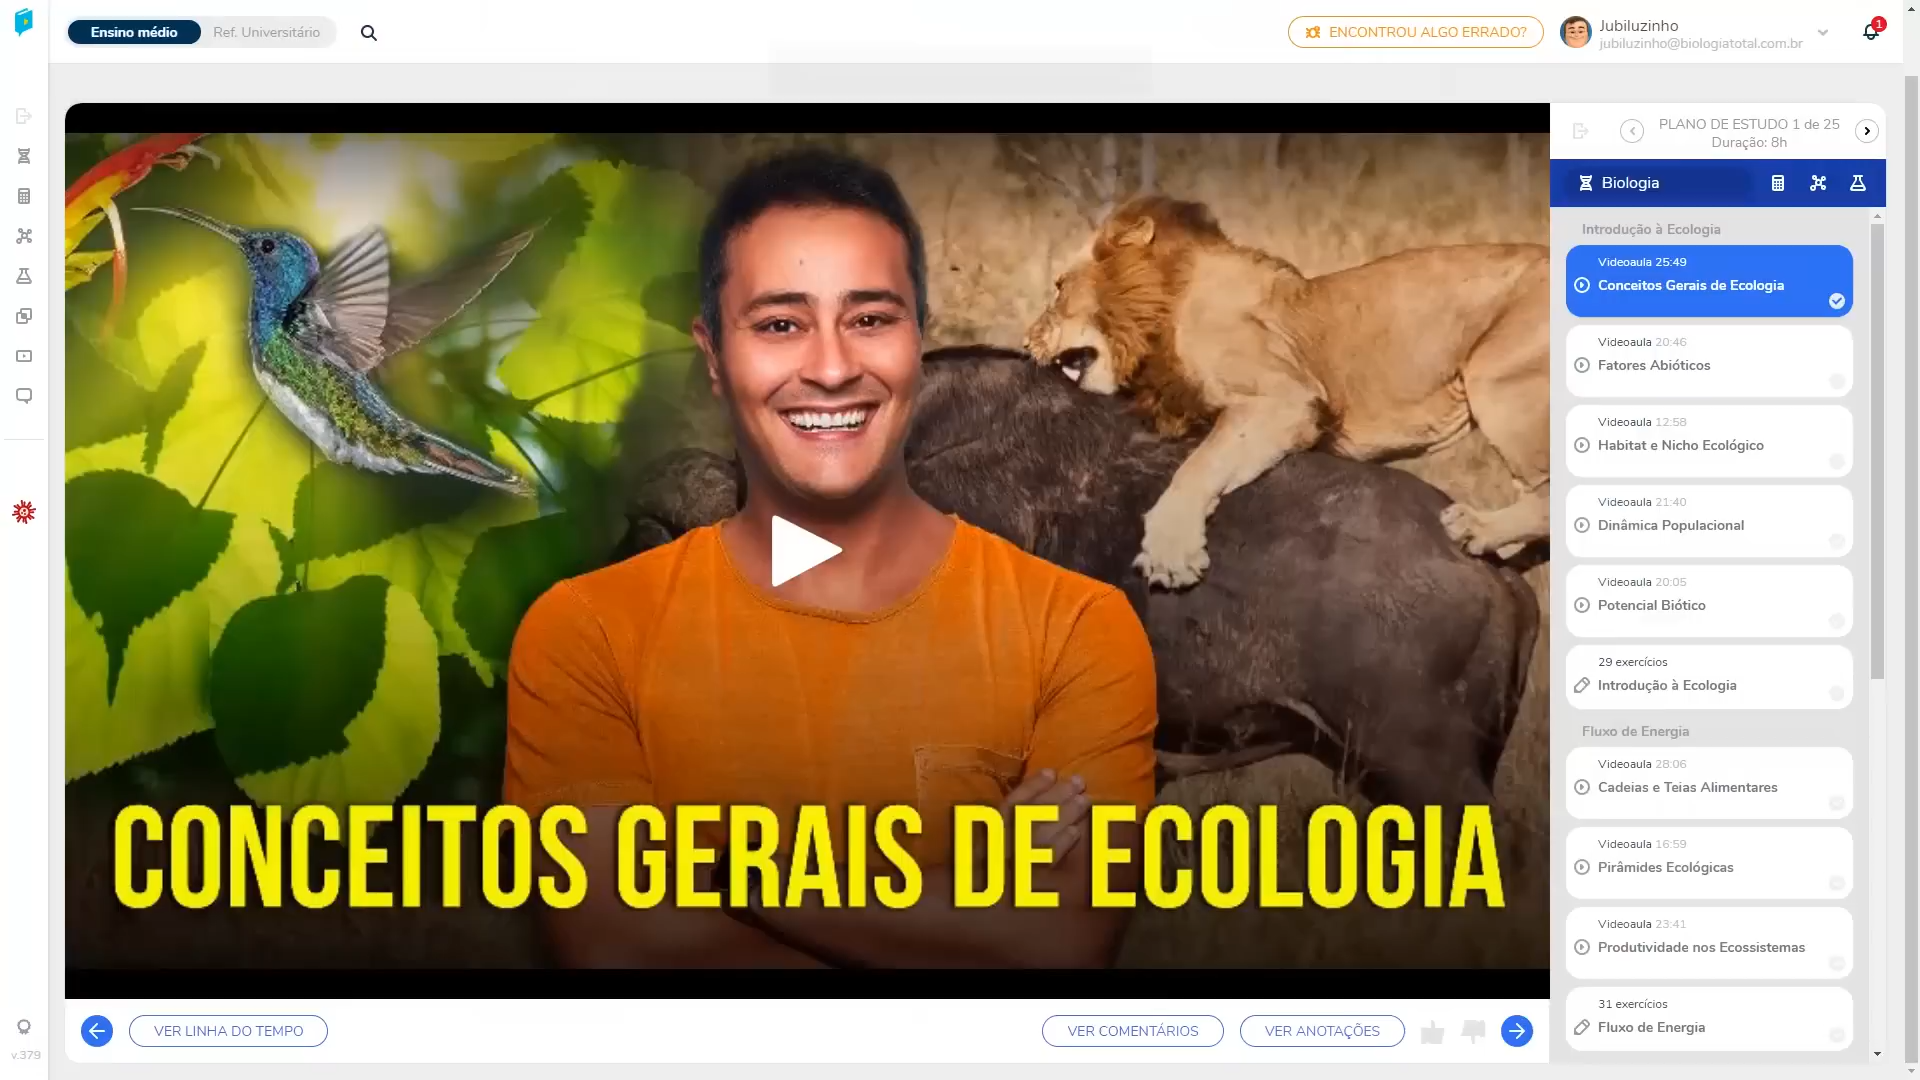 Ensino médio
Ref. Universitário
ENCONTROU ALGO ERRADO?
Jubiluzinho
jubiluzinho@biologiatotal.com.br
1
PLANO DE ESTUDO 1 de 25
Duração: 8h
Biologia
Introdução à Ecologia
Videoaula 25:49
Conceitos Gerais de Ecologia
Videoaula 20:46
Fatores Abióticos
Videoaula 12:58
Habitat e Nicho Ecológico
Videoaula 21:40
Dinâmica Populacional
Videoaula 20:05
Potencial Biótico
29 exercícios
Introdução à Ecologia
Fluxo de Energia
Videoaula 28:06
Cadeias e Teias Alimentares
Videoaula 16:59
Pirâmides Ecológicas
Videoaula 23:41
Produtividade nos Ecossistemas
31 exercícios
Fluxo de Energia
CONCEITOS GERAIS DE ECOLOGIA
VER LINHA DO TEMPO
VER COMENTÁRIOS
VER ANOTAÇÕES
v.379